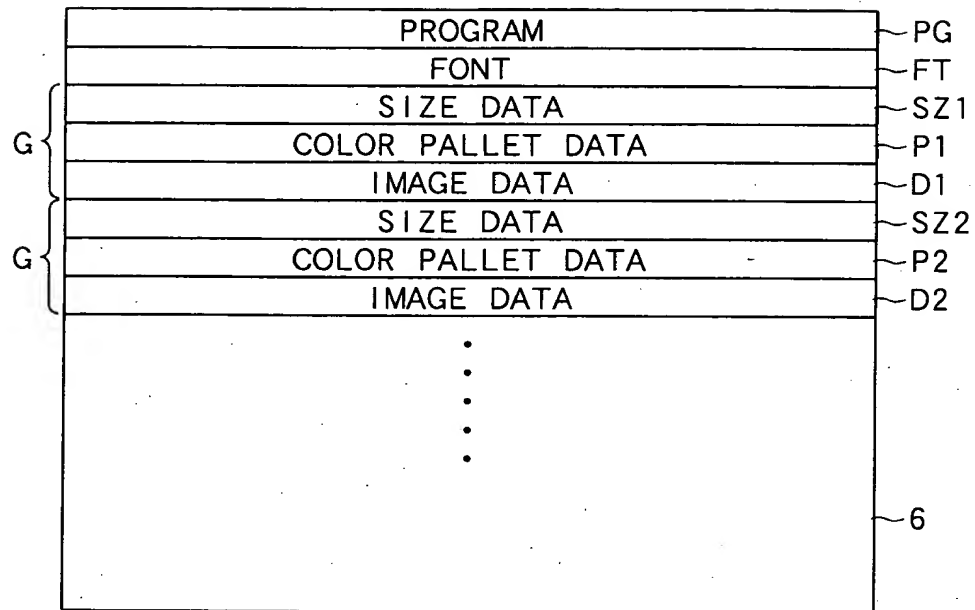 PROGRAM PG
FONT FT
G SIZE DATA SZ1
COLOR PALLET DATA P1
IMAGE DATA D1
G SIZE DATA SZ2
COLOR PALLET DATA P2
IMAGE DATA D2
6